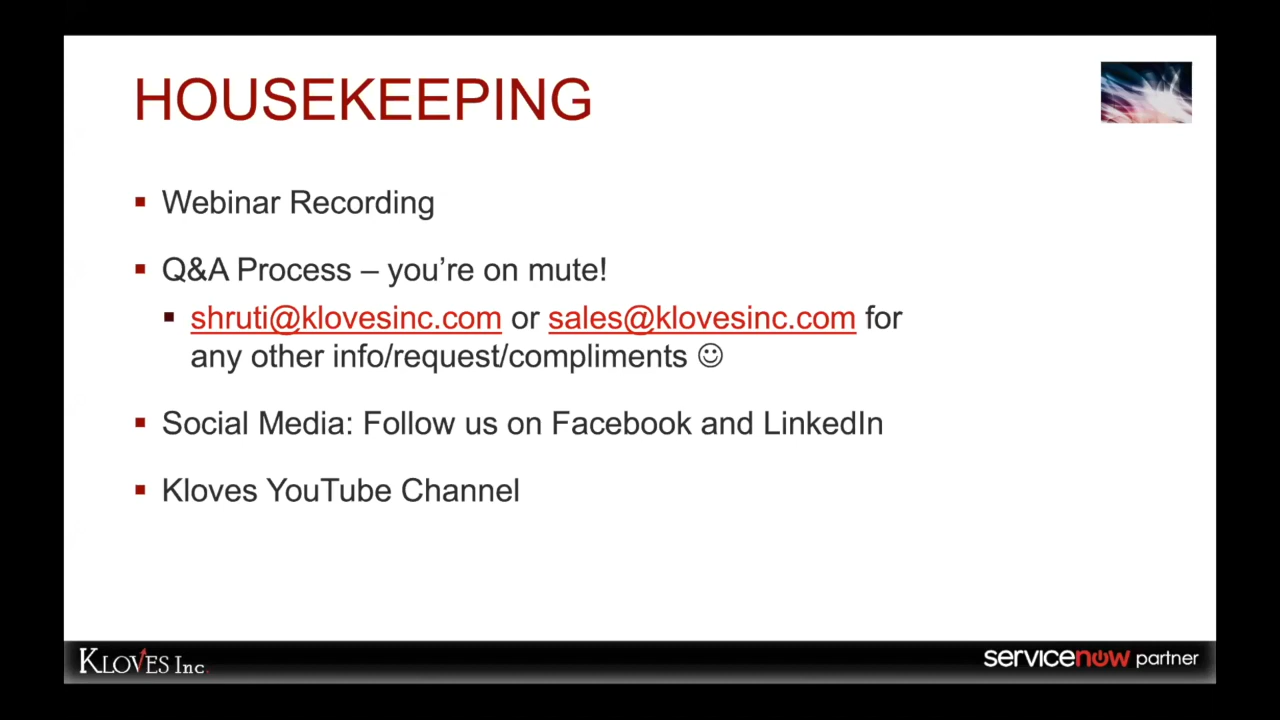 HOUSEKEEPING
▪ Webinar Recording
▪ Q&A Process – you’re on mute!
▪ shruti@klovesinc.com or sales@klovesinc.com for
any other info/request/compliments ☺
▪ Social Media: Follow us on Facebook and LinkedIn
▪ Kloves YouTube Channel
KLOVES Inc.
servicenow partner